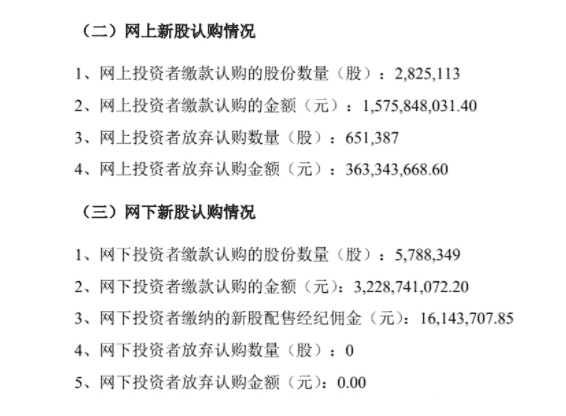 （二）网上新股认购情况
1、网上投资者缴款认购的股份数量（股）：2,825,113
2、网上投资者缴款认购的金额（元）：1,575,848,031.40
3、网上投资者放弃认购数量（股）：651,387
4、网上投资者放弃认购金额（元）：363,343,668.60
（三）网下新股认购情况
1、网下投资者缴款认购的股份数量（股）：5,788,349
2、网下投资者缴款认购的金额（元）：3,228,741,072.20
3、网下投资者缴纳的新股配售经纪佣金（元）：16,143,707.85
4、网下投资者放弃认购数量（股）：0
5、网下投资者放弃认购金额（元）：0.00